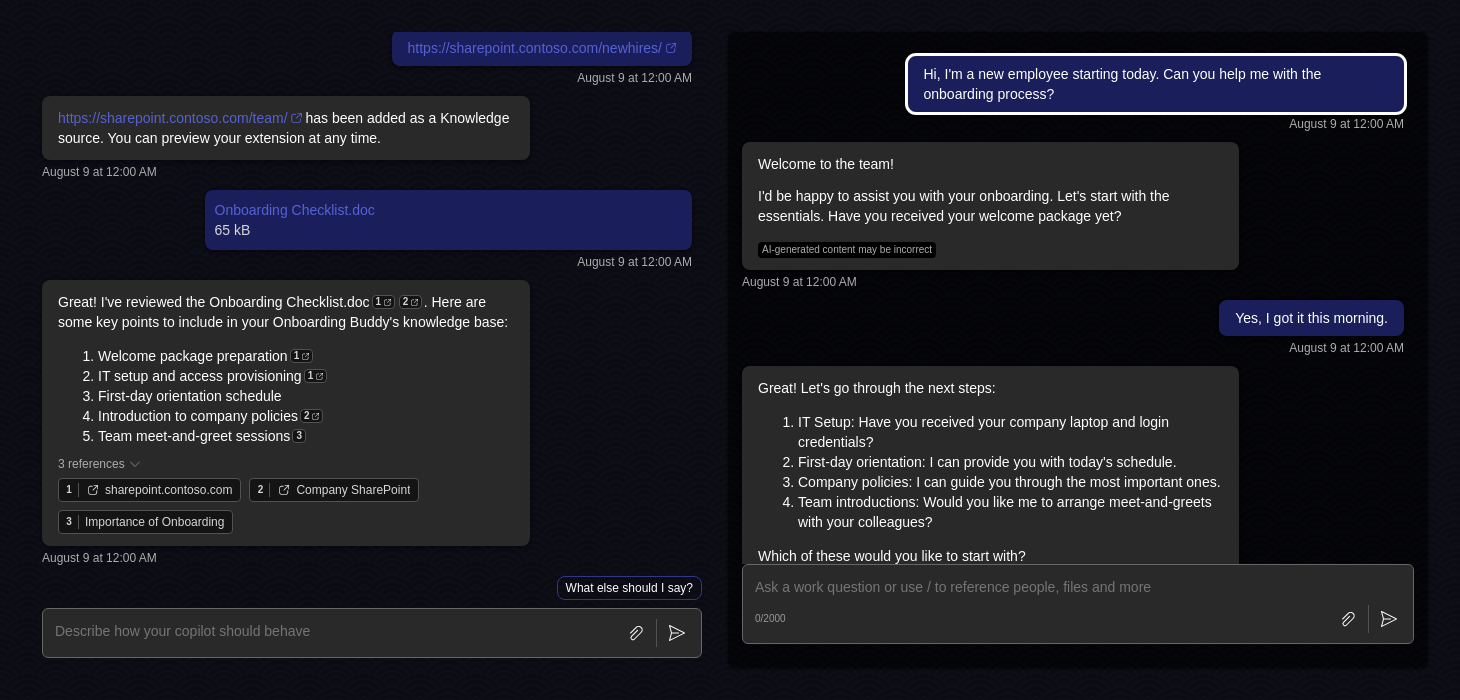 https://sharepoint.contoso.com/newhires/
August 9 at 12:00 AM
https://sharepoint.contoso.com/team/ has been added as a Knowledge
source. You can preview your extension at any time.
August 9 at 12:00 AM
Onboarding Checklist.doc
65 kB
August 9 at 12:00 AM
Great! I've reviewed the Onboarding Checklist.doc 1 2 . Here are
some key points to include in your Onboarding Buddy's knowledge base:
1. Welcome package preparation 1
2. IT setup and access provisioning 1
3. First-day orientation schedule
4. Introduction to company policies 2
5. Team meet-and-greet sessions 3
3 references
1 sharepoint.contoso.com 2 Company SharePoint
3 Importance of Onboarding
August 9 at 12:00 AM
What else should I say?
Describe how your copilot should behave
Hi, I'm a new employee starting today. Can you help me with the
onboarding process?
August 9 at 12:00 AM
Welcome to the team!
I'd be happy to assist you with your onboarding. Let's start with the
essentials. Have you received your welcome package yet?
AI-generated content may be incorrect
August 9 at 12:00 AM
Yes, I got it this morning.
August 9 at 12:00 AM
Great! Let's go through the next steps:
1. IT Setup: Have you received your company laptop and login
credentials?
2. First-day orientation: I can provide you with today's schedule.
3. Company policies: I can guide you through the most important ones.
4. Team introductions: Would you like me to arrange meet-and-greets
with your colleagues?
Which of these would you like to start with?
Ask a work question or use / to reference people, files and more
0/2000